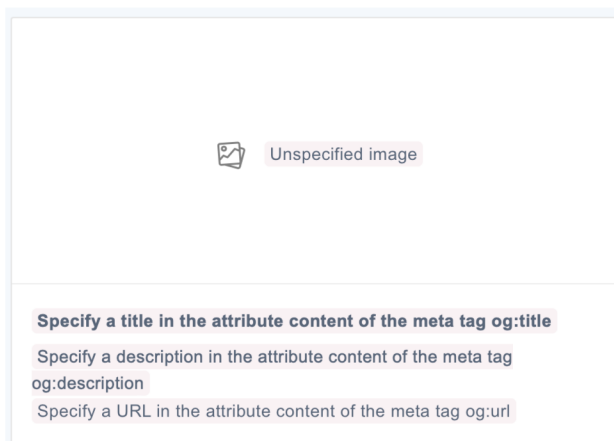 Unspecified image
Specify a title in the attribute content of the meta tag og:title
Specify a description in the attribute content of the meta tag
og:description
Specify a URL in the attribute content of the meta tag og:url